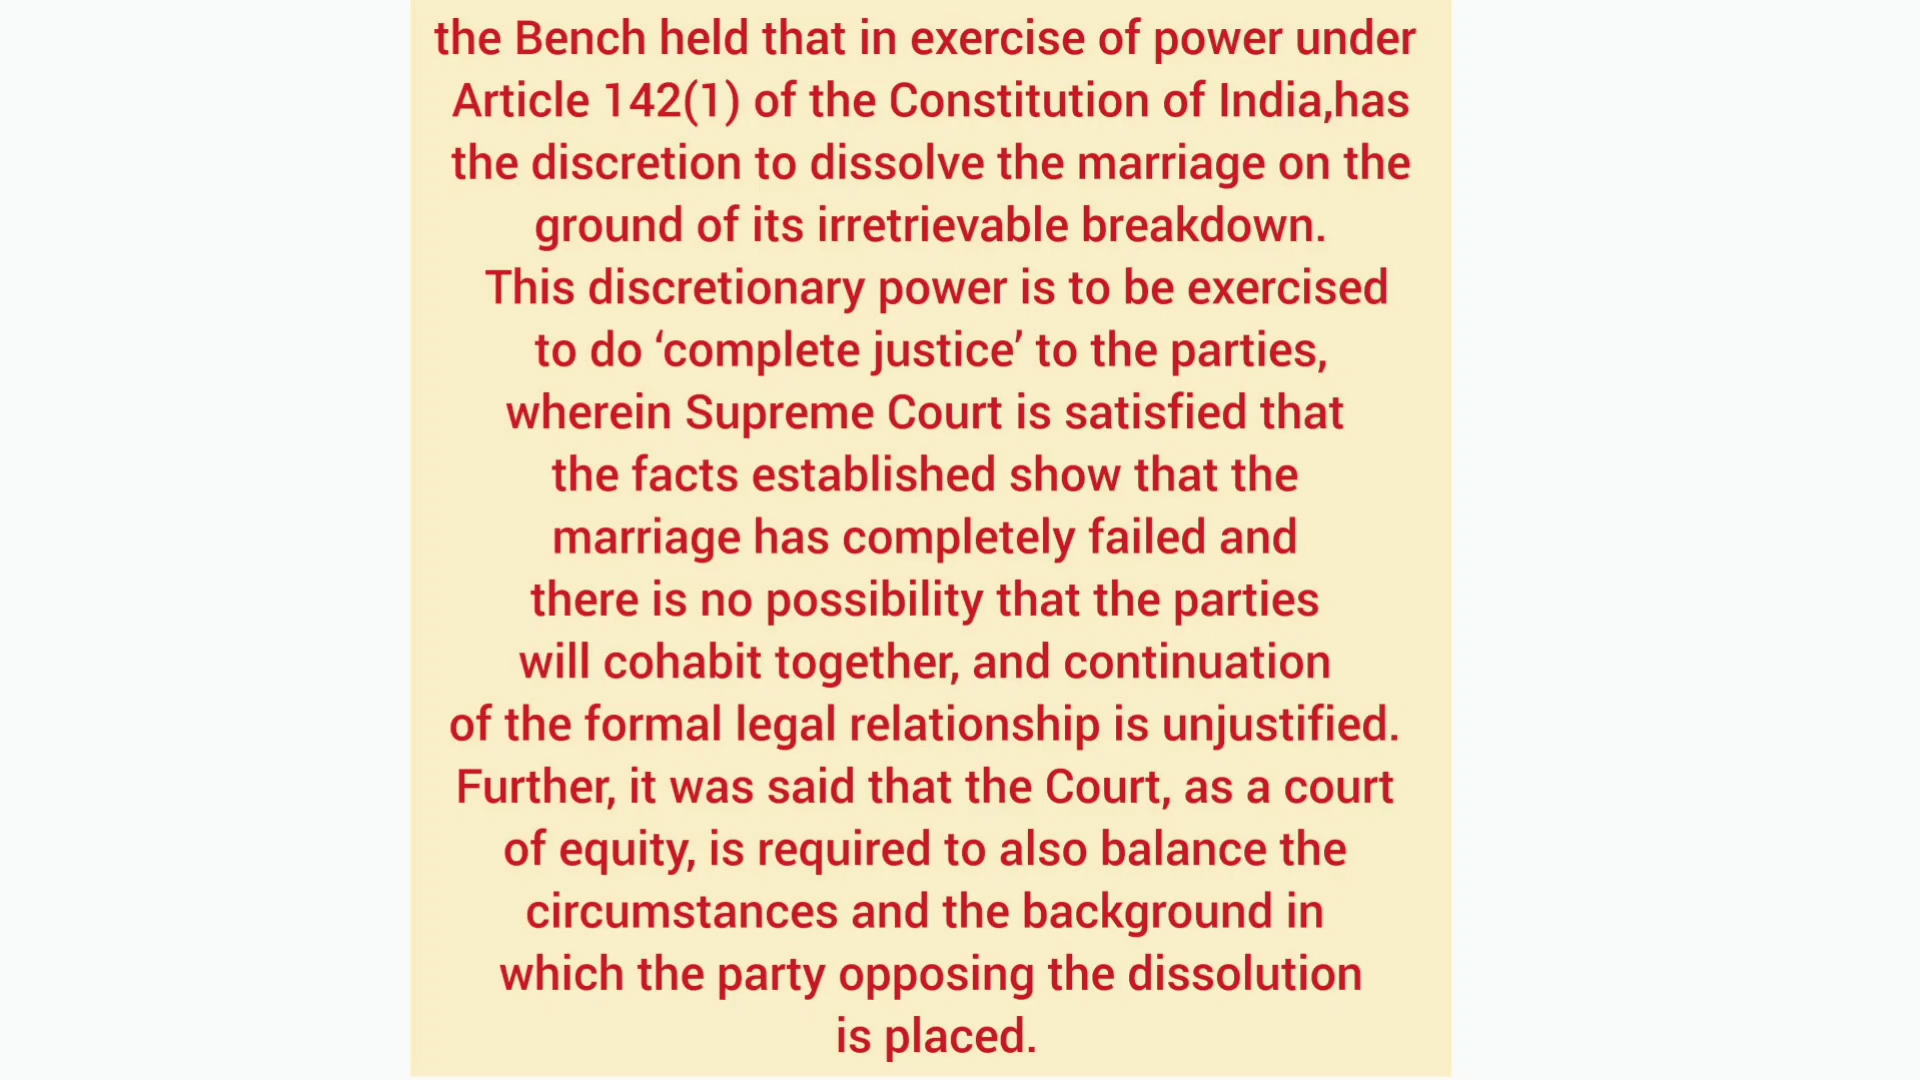 the Bench held that in exercise of power under
Article 142(1) of the Constitution of India,has
the discretion to dissolve the marriage on the
ground of its irretrievable breakdown.
This discretionary power is to be exercised
to do ‘complete justice’ to the parties,
wherein Supreme Court is satisfied that
the facts established show that the
marriage has completely failed and
there is no possibility that the parties
will cohabit together, and continuation
of the formal legal relationship is unjustified.
Further, it was said that the Court, as a court
of equity, is required to also balance the
circumstances and the background in
which the party opposing the dissolution
is placed.